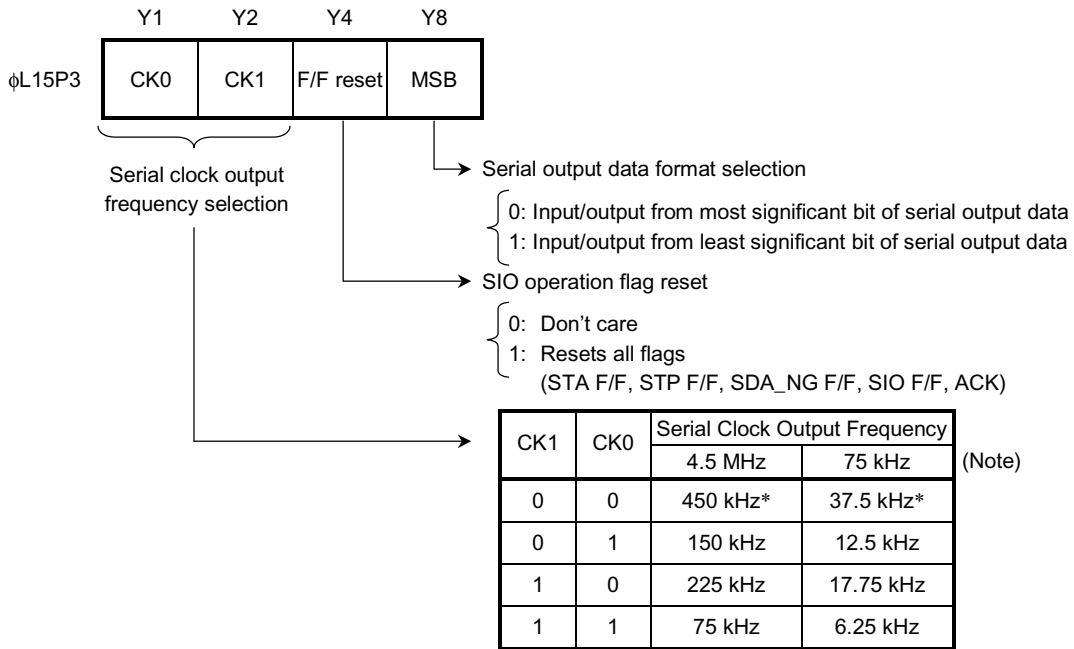 Y1 Y2 Y4 Y8
ϕL15P3 CK0 CK1 F/F reset MSB
Serial clock output
frequency selection
Serial output data format selection
0: Input/output from most significant bit of serial output data
1: Input/output from least significant bit of serial output data
SIO operation flag reset
0: Don’t care
1: Resets all flags
(STA F/F, STP F/F, SDA_NG F/F, SIO F/F, ACK)
CK1 CK0 Serial Clock Output Frequency
4.5 MHz 75 kHz (Note)
0 0 450 kHz* 37.5 kHz*
0 1 150 kHz 12.5 kHz
1 0 225 kHz 17.75 kHz
1 1 75 kHz 6.25 kHz